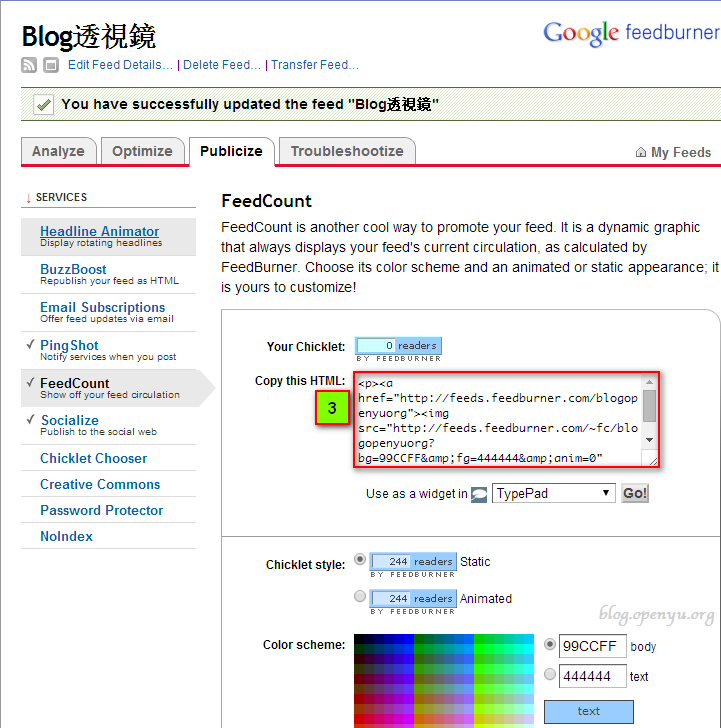 Blog透視鏡
Google feedburner
Edit Feed Details... | Delete Feed... | Transfer Feed...
You have successfully updated the feed "Blog透視鏡"
Analyze
Optimize
Publicize
Troubleshootize
My Feeds
↓ SERVICES
Headline Animator
Display rotating headlines
BuzzBoost
Republish your feed as HTML
Email Subscriptions
Offer feed updates via email
PingShot
Notify services when you post
FeedCount
Show off your feed circulation
Socialize
Publish to the social web
Chicklet Chooser
Creative Commons
Password Protector
NoIndex
FeedCount
FeedCount is another cool way to promote your feed. It is a dynamic graphic
that always displays your feed's current circulation, as calculated by
FeedBurner. Choose its color scheme and an animated or static appearance; it
is yours to customize!
Your Chicklet:
0 readers
BY FEEDBURNER
Copy this HTML:
3
<p><a
href="http://feeds.feedburner.com/blogop
enyuorg"><img
src="http://feeds.feedburner.com/~fc/blo
gopenyuorg?
bg=99CCFF&amp;fg=444444&amp;anim=0"
Use as a widget in
TypePad
Go!
Chicklet style:
244 readers
BY FEEDBURNER
Static
244 readers
BY FEEDBURNER
Animated
blog.openyu.org
Color scheme:
99CCFF body
444444 text
text